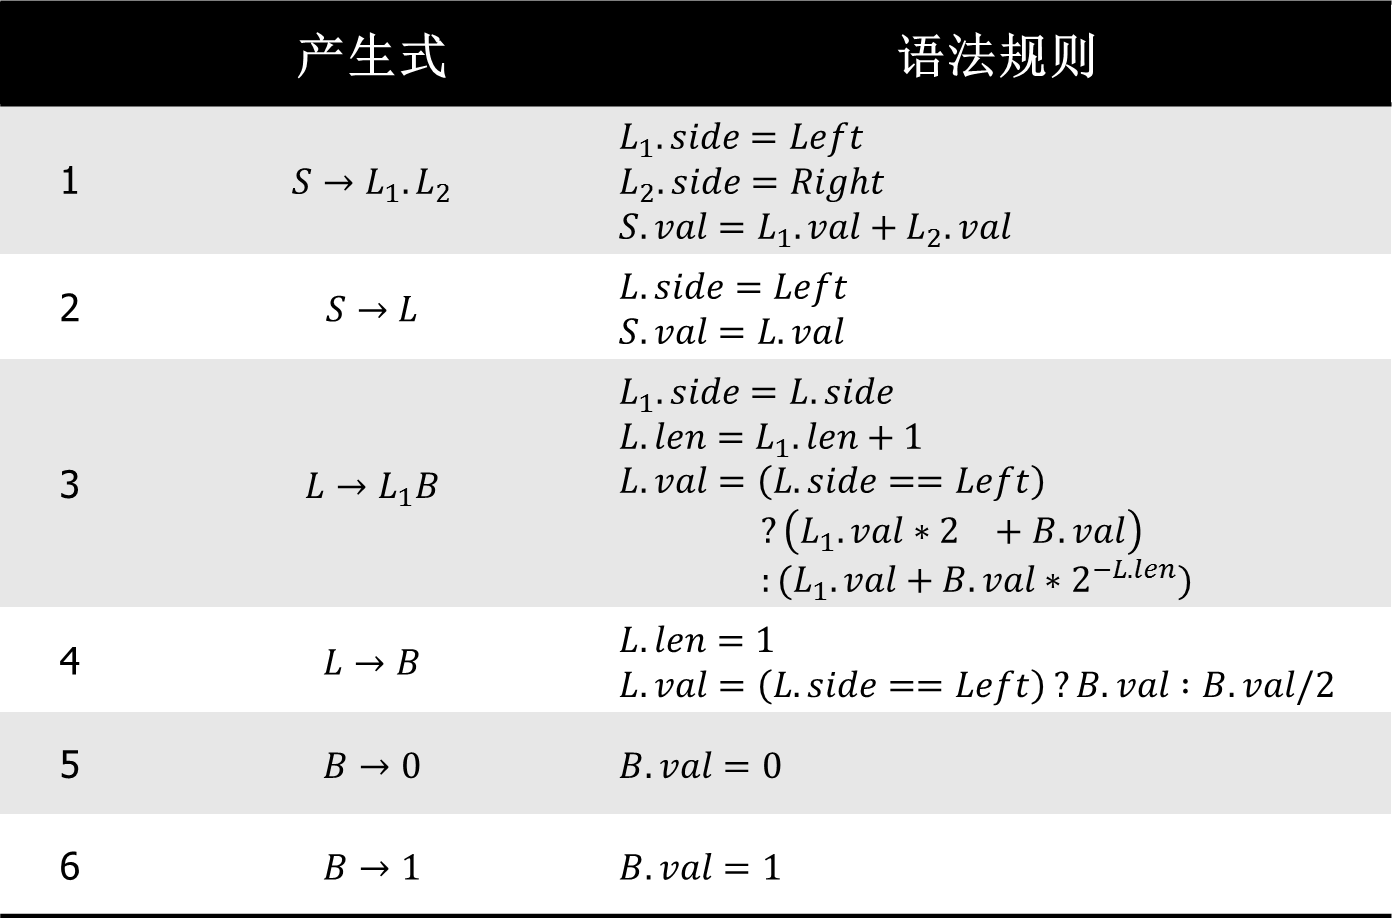 产生式 语法规则
1 S → L₁.L₂ L₁.side = Left
L₂.side = Right
S.val = L₁.val + L₂.val
2 S → L L.side = Left
S.val = L.val
3 L → L₁B L₁.side = L.side
L.len = L₁.len + 1
L.val = (L.side == Left)
? (L₁.val * 2 + B.val)
: (L₁.val + B.val * 2^{-L.len})
4 L → B L.len = 1
L.val = (L.side == Left) ? B.val : B.val/2
5 B → 0 B.val = 0
6 B → 1 B.val = 1